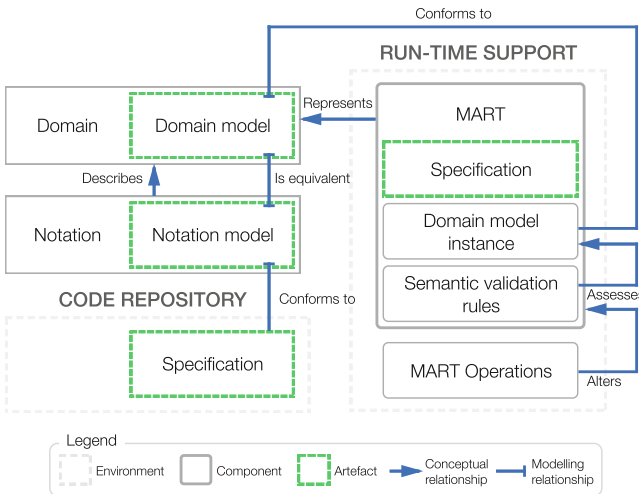 Conforms to
RUN-TIME SUPPORT
Domain
Domain model
Represents
MART
Specification
Describes
Is equivalent
Notation
Notation model
Domain model
instance
Semantic validation
rules
Assesses
CODE REPOSITORY
Conforms to
Specification
MART Operations
Alters
Legend
Environment
Component
Artefact
Conceptual
relationship
Modelling
relationship